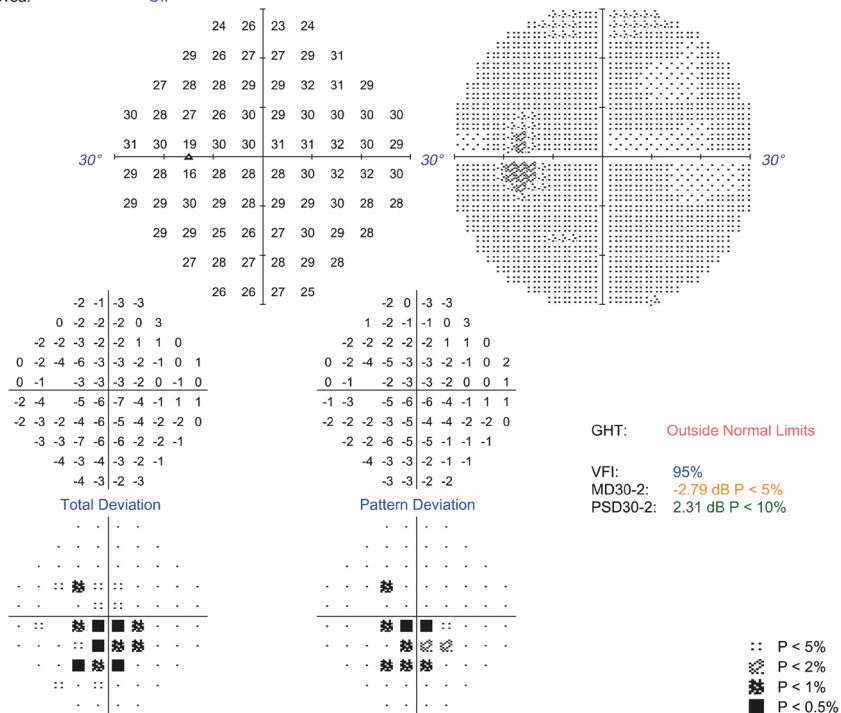 24 26 23 24
29 26 27 27 29 31
27 28 28 29 29 32 31 29
30 28 27 26 30 29 30 30 30 30
31 30 19 30 30 31 31 32 30 29
30° 30° 30°
29 28 16 28 28 28 30 30 32 32 30
29 29 30 29 28 28 29 30 28 28
29 29 25 26 27 30 29 28
27 28 27 28 29 28
26 26 27 25
-2 -1 -3 -3
0 -2 -2 -2 0 3
-2 -2 -3 -2 -2 1 1 0
0 -2 -4 -6 -3 -3 -2 -1 0 1
0 -1 -3 -3 -3 -2 0 -1 0
-2 -4 -5 -6 -7 -4 -1 1 1
-2 -3 -2 -4 -6 -5 -4 -2 -2 0
-3 -3 -7 -6 -6 -2 -2 -1
-4 -3 -4 -3 -2 -1
-4 -3 -2 -3
Total Deviation
-2 0 -3 -3
1 -2 -1 -1 0 3
-2 -2 -2 -2 -2 1 1 0
0 -2 -4 -5 -3 -3 -2 -1 0 2
0 -1 -2 -3 -3 -2 0 0 1
-1 -3 -5 -6 -6 -4 -1 1 1
-2 -2 -2 -3 -5 -6 -4 -2 -2 0
-2 -2 -6 -5 -5 -1 -1 -1
-4 -3 -3 -2 -1 -1
-3 -3 -2 -2
Pattern Deviation
GHT: Outside Normal Limits
VFI: 95%
MD30-2: -2.79 dB P < 5%
PSD30-2: 2.31 dB P < 10%
P < 5%
P < 2%
P < 1%
P < 0.5%